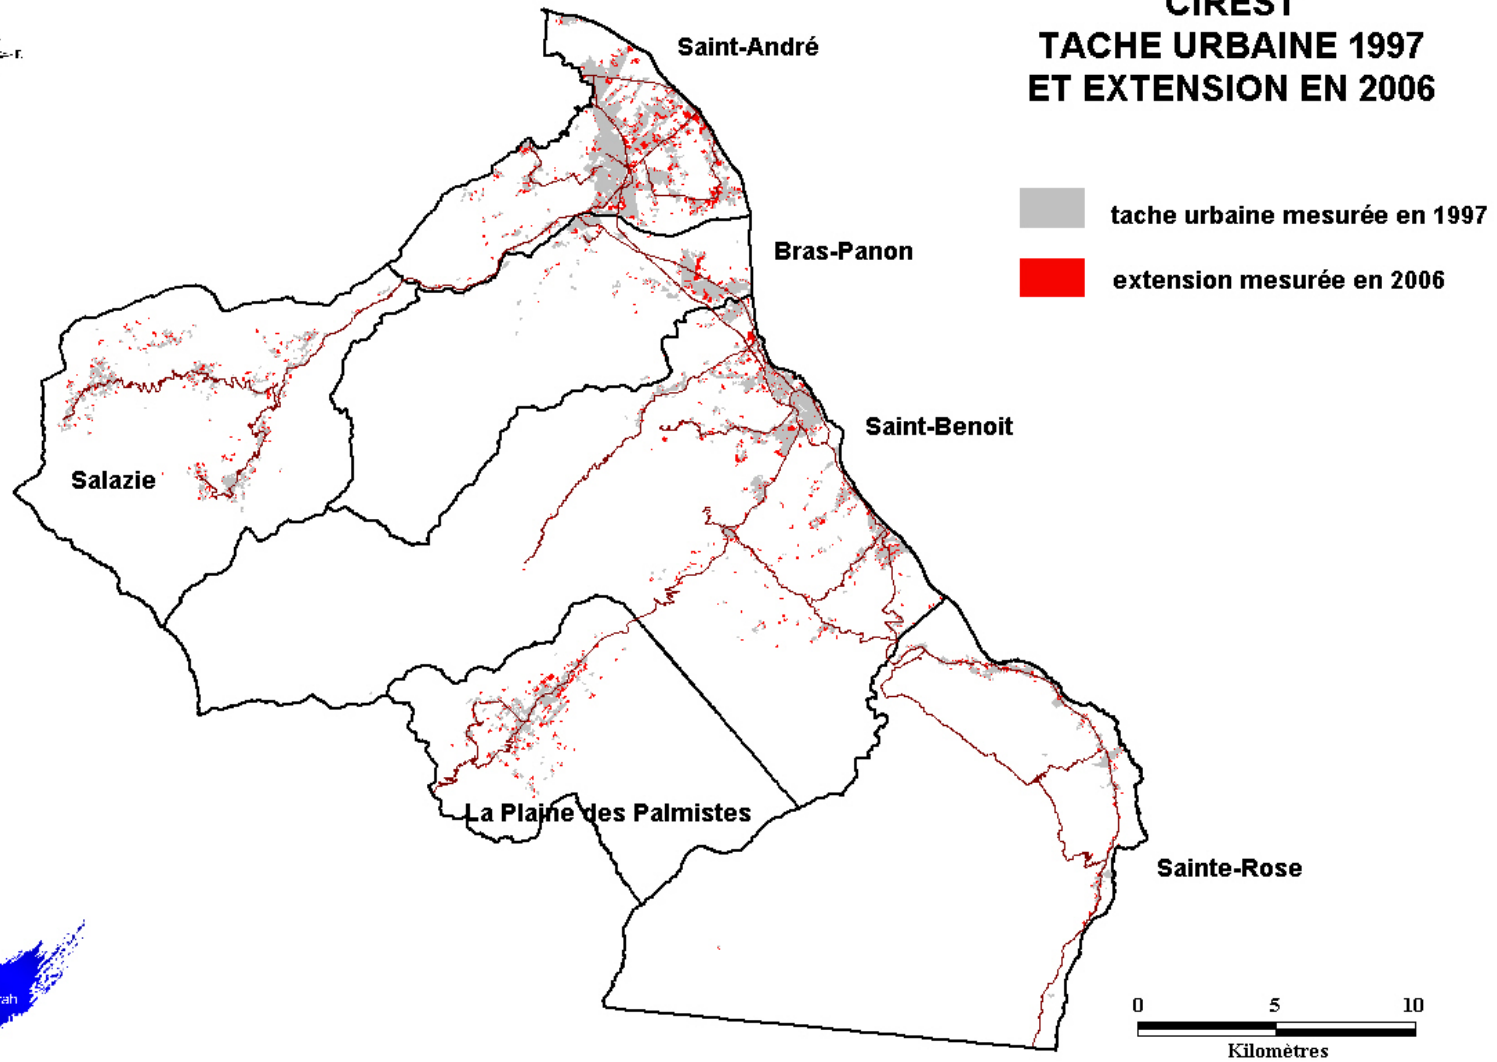 CIREST
TACHE URBAINE 1997
ET EXTENSION EN 2006
tache urbaine mesurée en 1997
extension mesurée en 2006
Saint-André
Bras-Panon
Saint-Benoit
Salazie
La Plaine des Palmistes
Sainte-Rose
rah
0 5 10
Kilomètres